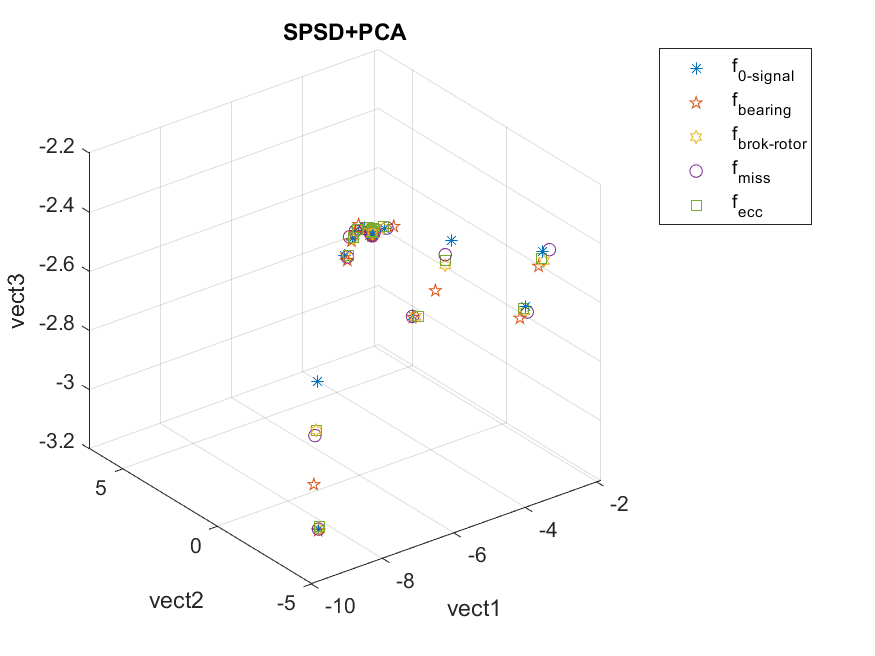 SPSD+PCA
f0-signal
fbearing
fbrok-rotor
fmiss
fecc
-2.2
-2.4
-2.6
-2.8
-3
-3.2
vect3
5
0
-5
vect2
-10
-8
-6
-4
-2
vect1